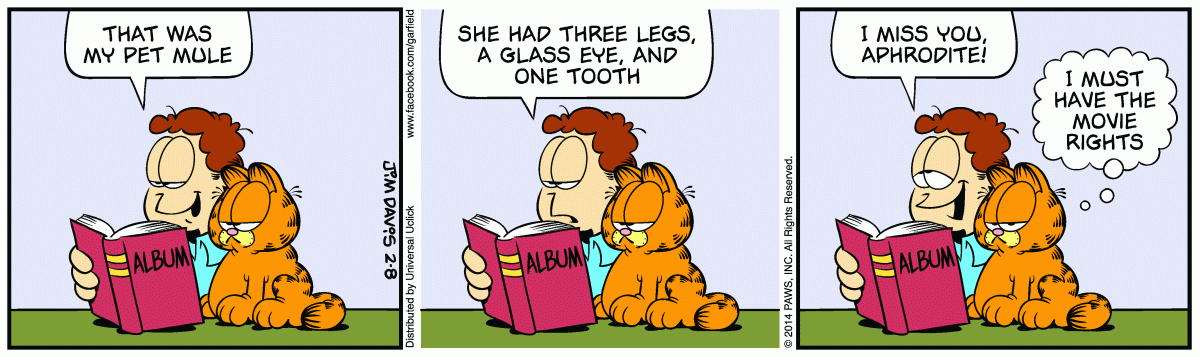 THAT WAS
MY PET MULE
ALBUM
JIM DAVIS 2-8
www.facebook.com/garfield
Distributed by Universal Uclick
SHE HAD THREE LEGS,
A GLASS EYE, AND
ONE TOOTH
ALBUM
© 2014 PAWS, INC. All Rights Reserved.
I MISS YOU,
APHRODITE!
I MUST
HAVE THE
MOVIE
RIGHTS
ALBUM